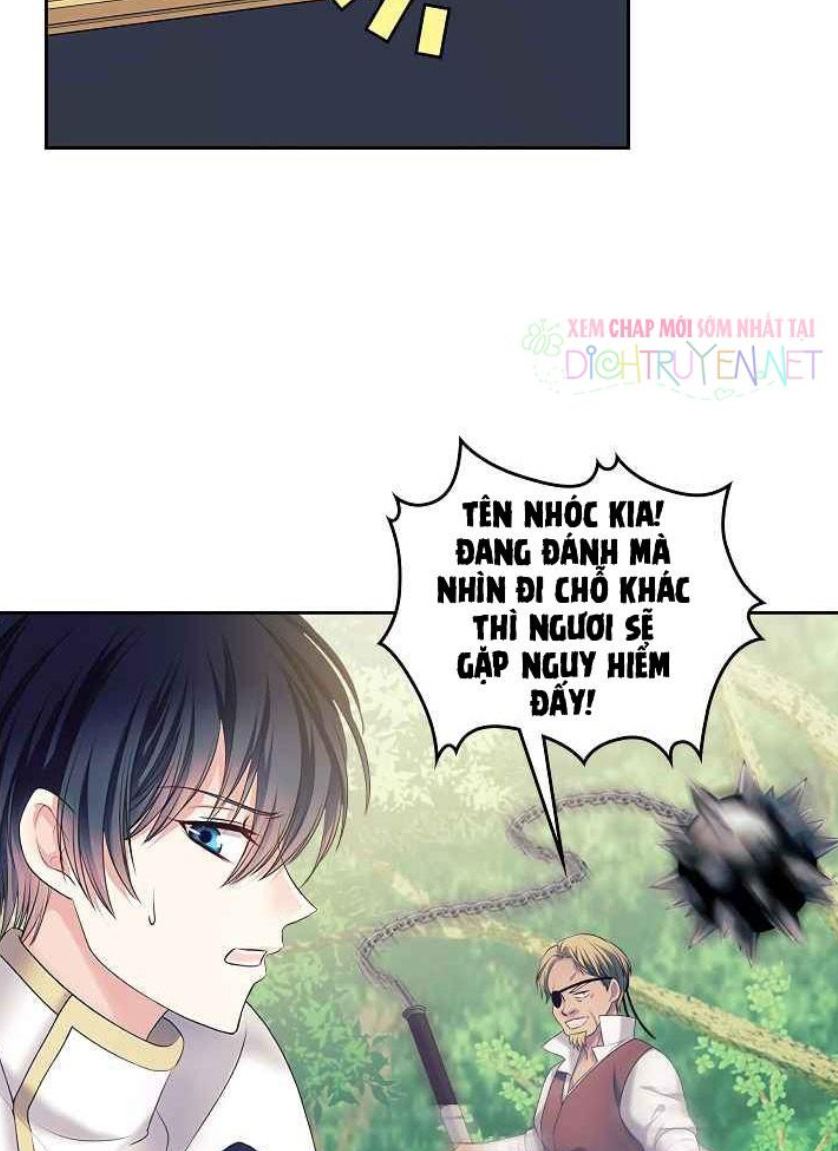 XEM CHAP MỚI SỚM NHẤT TẠI
DICHTRUYEN.NET
TÊN NHÓC KIA!
ĐANG ĐÁNH MÀ
NHÌN ĐI CHỖ KHÁC
THÌ NGƯƠI SẼ
GẶP NGUY HIỂM
ĐẤY!